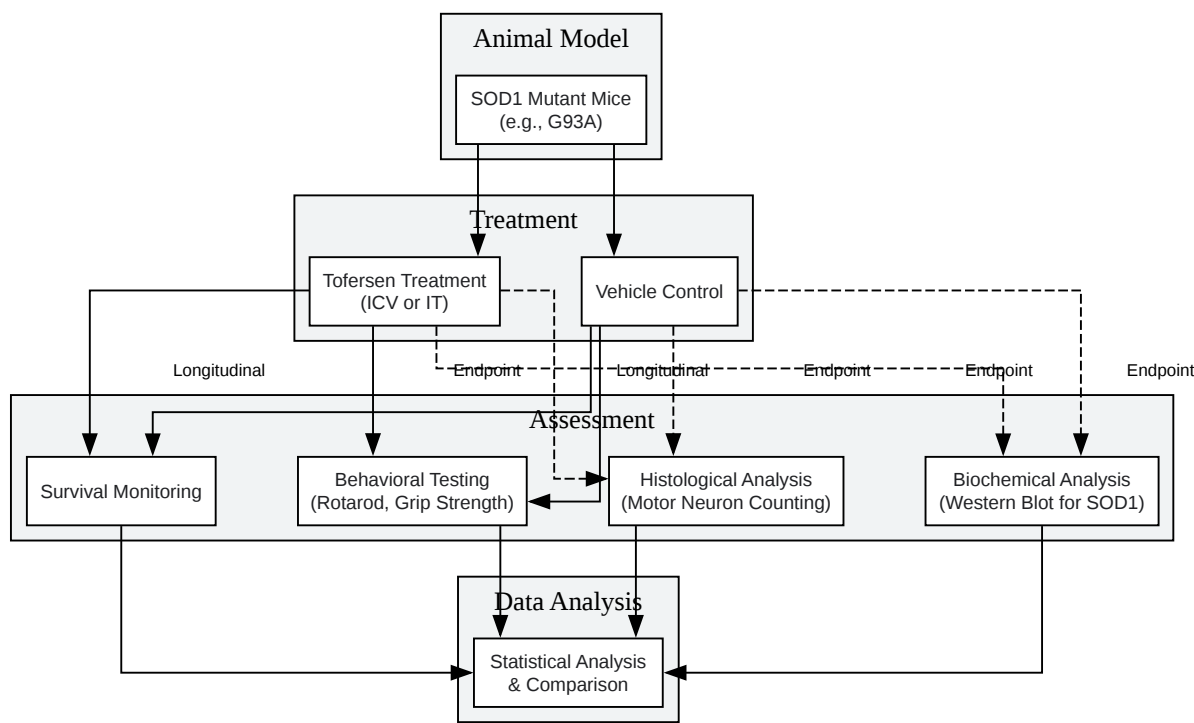 Animal Model
SOD1 Mutant Mice
(e.g., G93A)
Treatment
Tofersen Treatment
(ICV or IT)
Vehicle Control
Longitudinal
Endpoint
Longitudinal
Endpoint
Endpoint
Endpoint
Assessment
Survival Monitoring
Behavioral Testing
(Rotarod, Grip Strength)
Histological Analysis
(Motor Neuron Counting)
Biochemical Analysis
(Western Blot for SOD1)
Data Analysis
Statistical Analysis
& Comparison